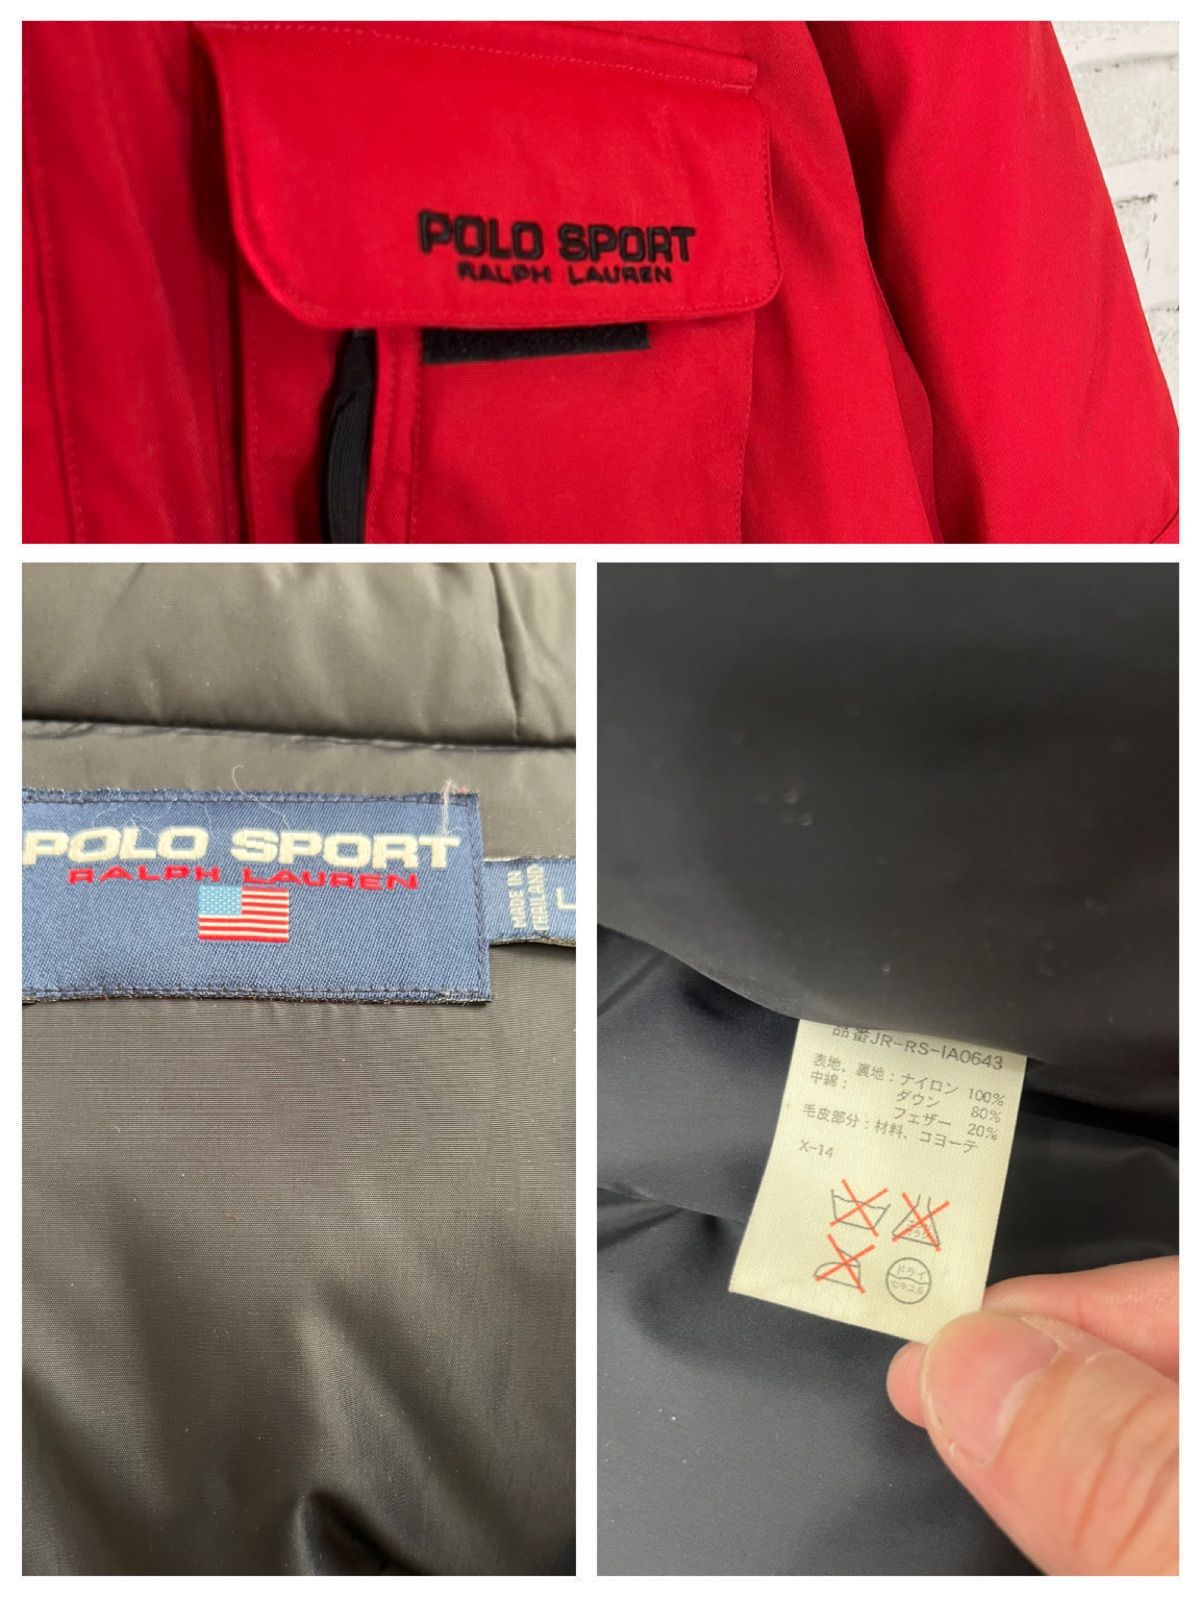 POLO SPORT
RALPH LAUREN
POLO SPORT
RALPH LAUREN
MADE IN
THAILAND
L
品番JR-RS-IA0643
表地、裏地：ナイロン 100%
中綿： ダウン 80%
フェザー 20%
毛皮部分：材料、コヨーテ
X-14
ドライ